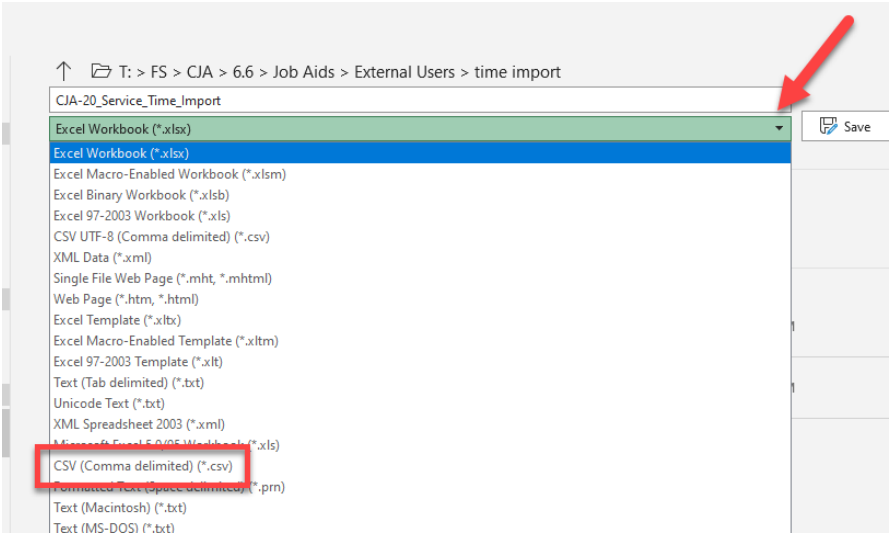 T: > FS > CJA > 6.6 > Job Aids > External Users > time import
CJA-20_Service_Time_Import
Excel Workbook (*.xlsx)
Save
Excel Workbook (*.xlsx)
Excel Macro-Enabled Workbook (*.xlsm)
Excel Binary Workbook (*.xlsb)
Excel 97-2003 Workbook (*.xls)
CSV UTF-8 (Comma delimited) (*.csv)
XML Data (*.xml)
Single File Web Page (*.mht, *.mhtml)
Web Page (*.htm, *.html)
Excel Template (*.xltx)
Excel Macro-Enabled Template (*.xltm)
Excel 97-2003 Template (*.xlt)
Text (Tab delimited) (*.txt)
Unicode Text (*.txt)
XML Spreadsheet 2003 (*.xml)
Microsoft Excel 5.0/95 Workbook (*.xls)
CSV (Comma delimited) (*.csv)
Formatted Text (Space delimited) (*.prn)
Text (Macintosh) (*.txt)
Text (MS-DOS) (*.txt)